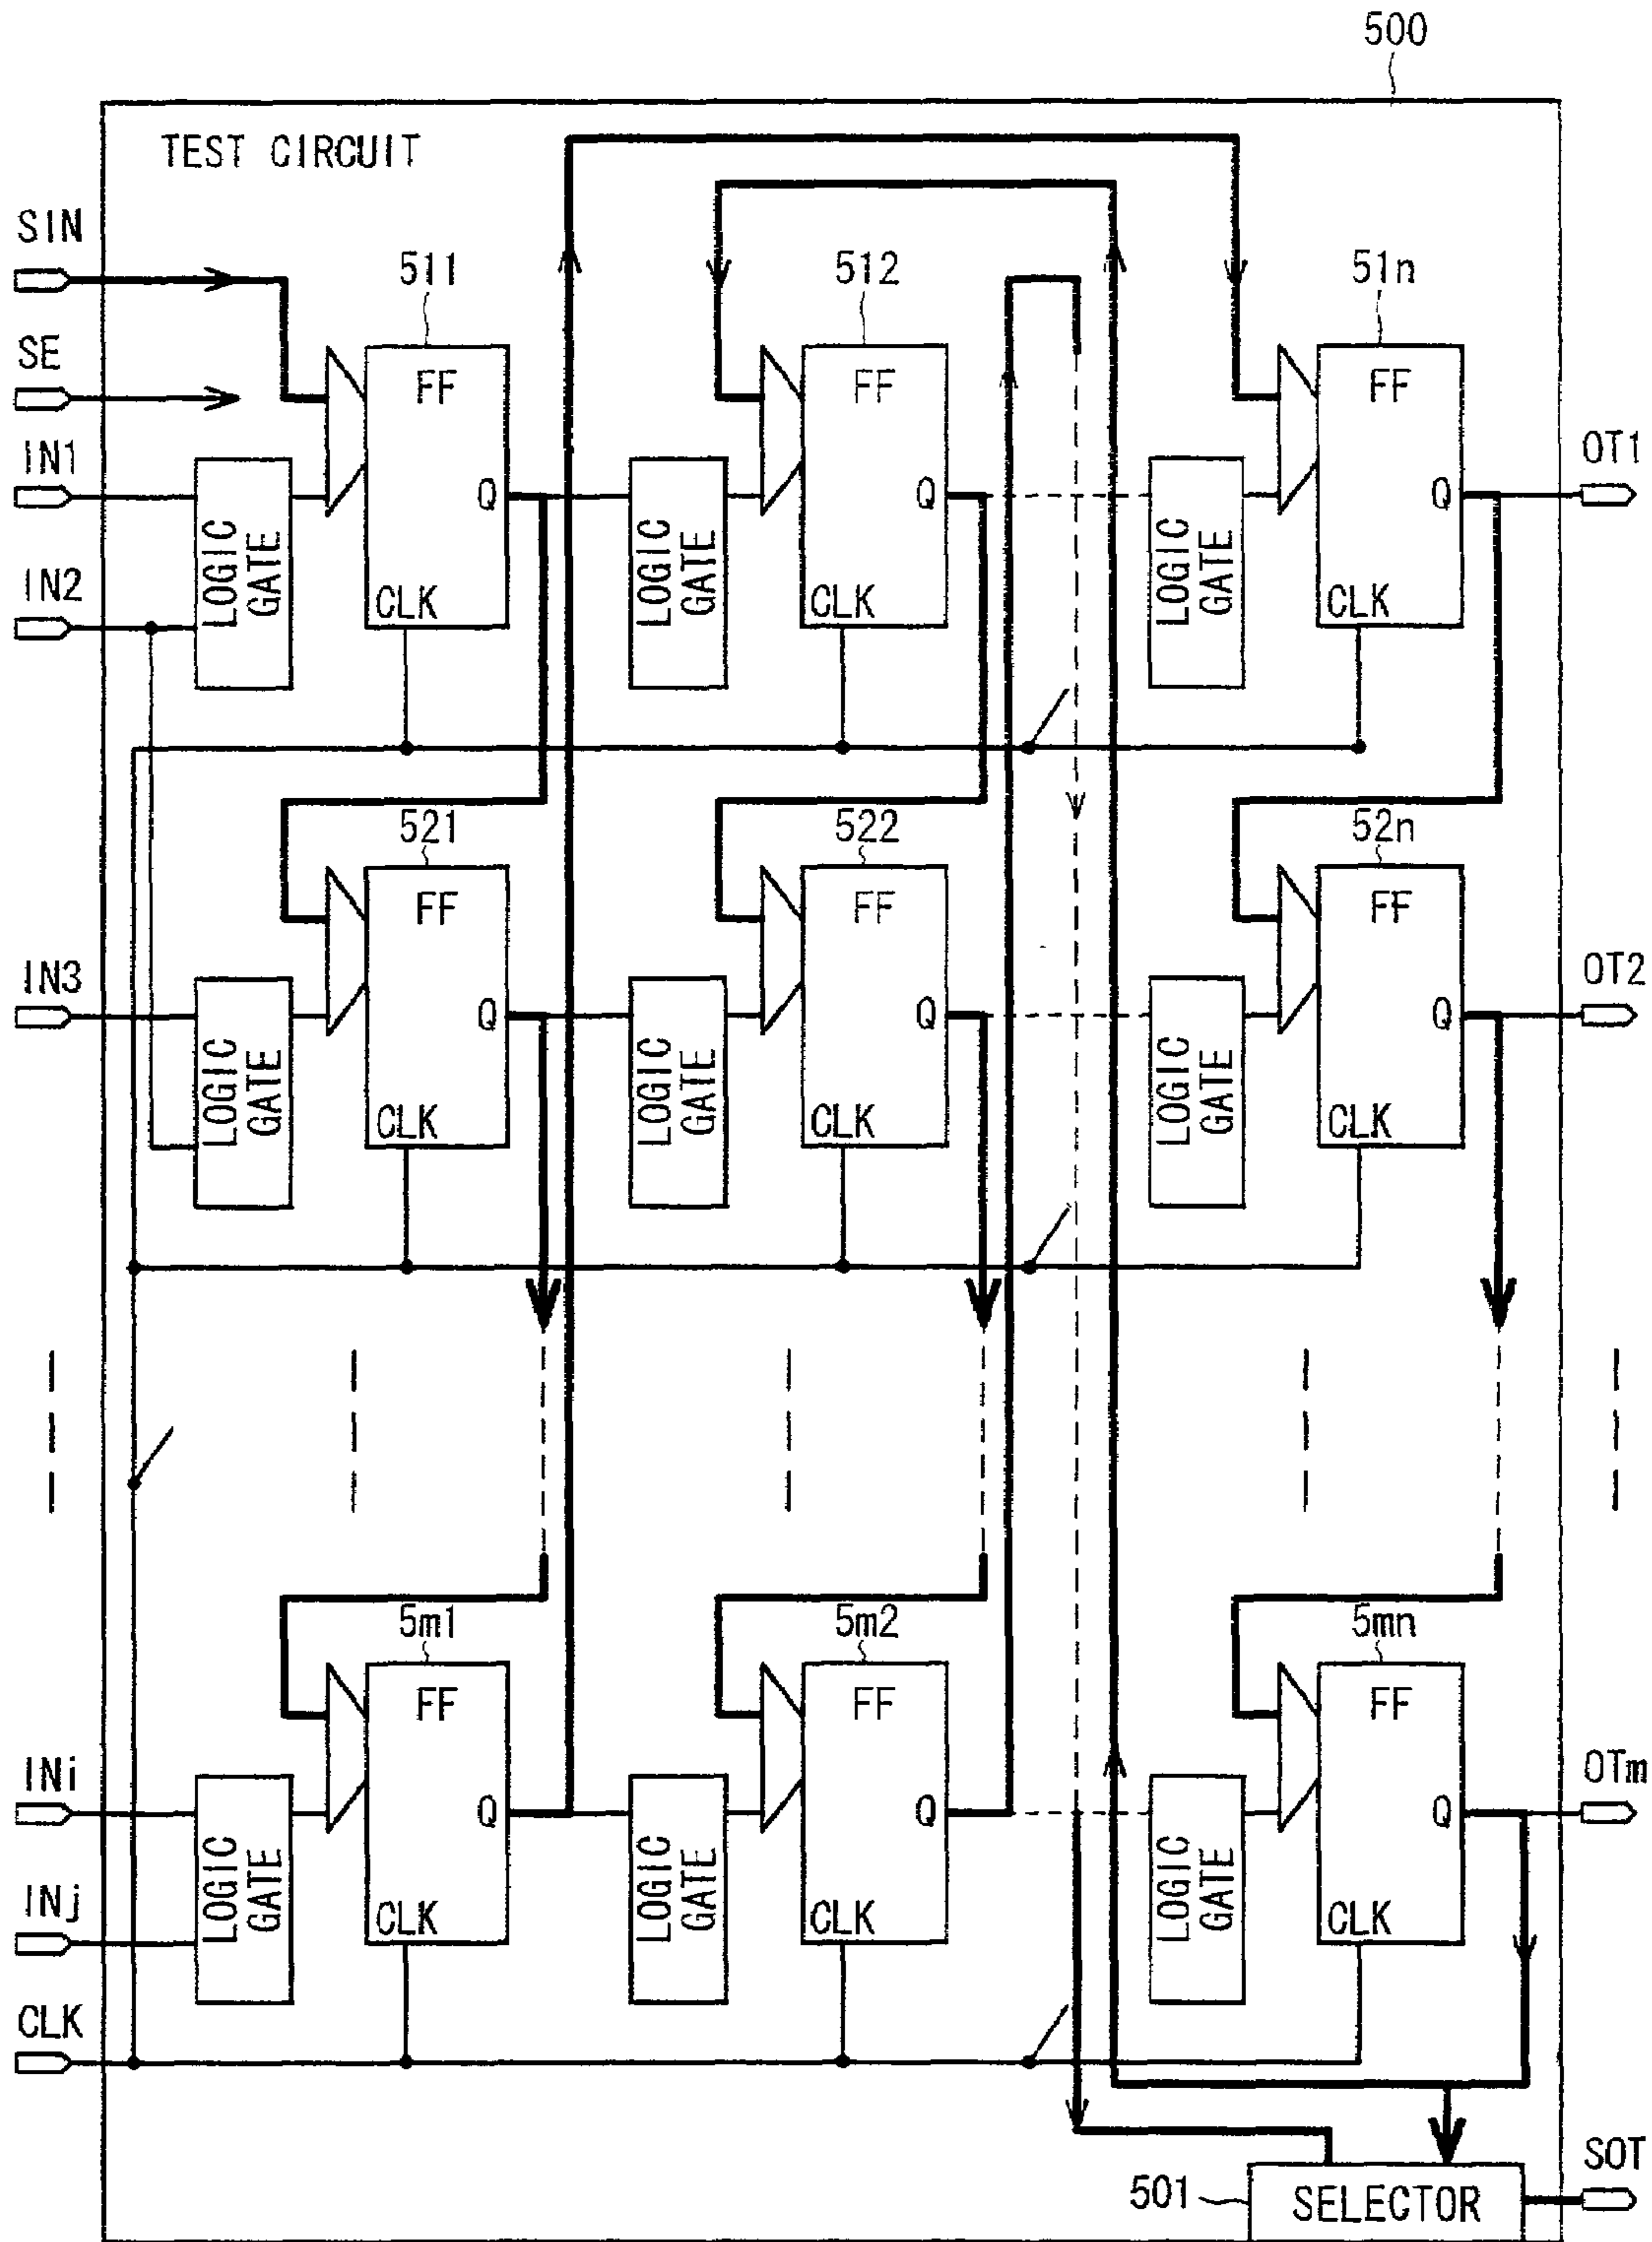 500
TEST CIRCUIT
SIN
511
512
51n
SE
FF
FF
FF
IN1
Q
Q
Q
OT1
LOGIC GATE
LOGIC GATE
LOGIC GATE
IN2
CLK
CLK
CLK
521
522
52n
FF
FF
FF
IN3
Q
Q
Q
OT2
LOGIC GATE
LOGIC GATE
LOGIC GATE
CLK
CLK
CLK
5m1
5m2
5mn
FF
FF
FF
INi
Q
Q
Q
OTm
LOGIC GATE
LOGIC GATE
LOGIC GATE
INj
CLK
CLK
CLK
CLK
SOT
501
SELECTOR